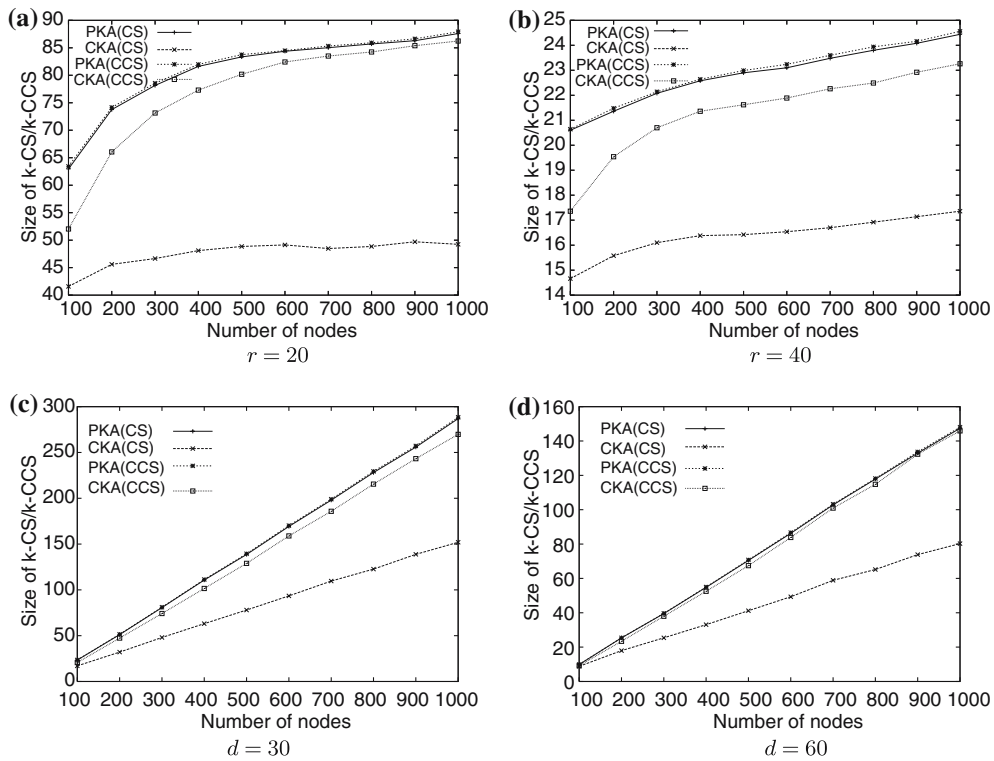 (a)
90
85
80
75
70
65
60
55
50
45
40
Size of k-CS/k-CCS
PKA(CS)
CKA(CS)
PKA(CCS)
CKA(CCS)
100 200 300 400 500 600 700 800 900 1000
Number of nodes
r = 20
(b)
25
24
23
22
21
20
19
18
17
16
15
14
Size of k-CS/k-CCS
PKA(CS)
CKA(CS)
PKA(CCS)
CKA(CCS)
100 200 300 400 500 600 700 800 900 1000
Number of nodes
r = 40
(c)
300
250
200
150
100
50
0
Size of k-CS/k-CCS
PKA(CS)
CKA(CS)
PKA(CCS)
CKA(CCS)
100 200 300 400 500 600 700 800 900 1000
Number of nodes
d = 30
(d)
160
140
120
100
80
60
40
20
0
Size of k-CS/k-CCS
PKA(CS)
CKA(CS)
PKA(CCS)
CKA(CCS)
100 200 300 400 500 600 700 800 900 1000
Number of nodes
d = 60